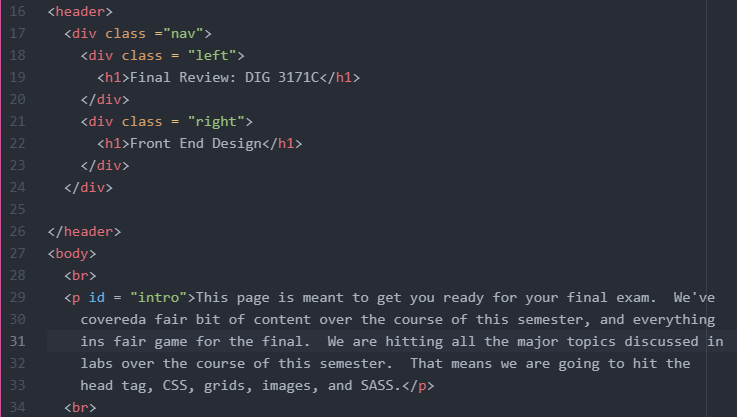 16 <header>
17   <div class ="nav">
18     <div class = "left">
19       <h1>Final Review: DIG 3171C</h1>
20     </div>
21     <div class = "right">
22       <h1>Front End Design</h1>
23     </div>
24   </div>
25
26 </header>
27 <body>
28   <br>
29   <p id = "intro">This page is meant to get you ready for your final exam.  We've
30     covereda fair bit of content over the course of this semester, and everything
31     ins fair game for the final.  We are hitting all the major topics discussed in
32     labs over the course of this semester.  That means we are going to hit the
33     head tag, CSS, grids, images, and SASS.</p>
34   <br>